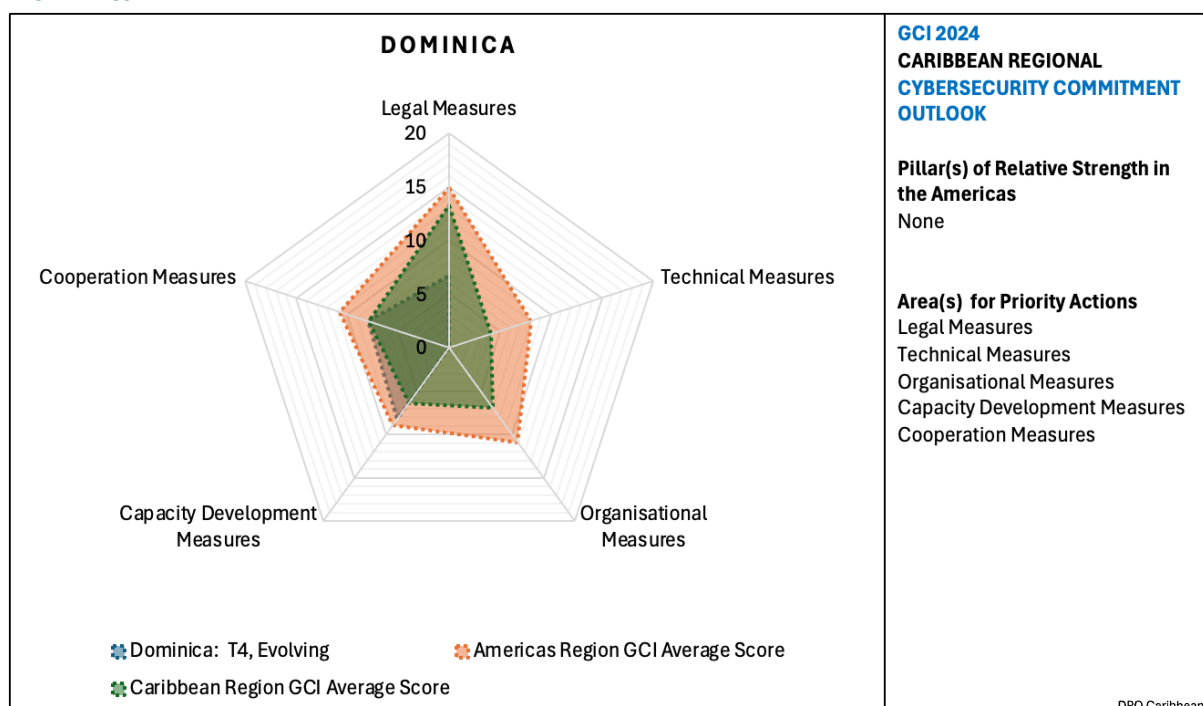 DOMINICA
Legal Measures
20
15
10
5
0
Technical Measures
Organisational
Measures
Capacity Development
Measures
Cooperation Measures
Dominica: T4, Evolving
Americas Region GCI Average Score
Caribbean Region GCI Average Score
GCI 2024
CARIBBEAN REGIONAL
CYBERSECURITY COMMITMENT
OUTLOOK
Pillar(s) of Relative Strength in
the Americas
None
Area(s) for Priority Actions
Legal Measures
Technical Measures
Organisational Measures
Capacity Development Measures
Cooperation Measures
Caribbean